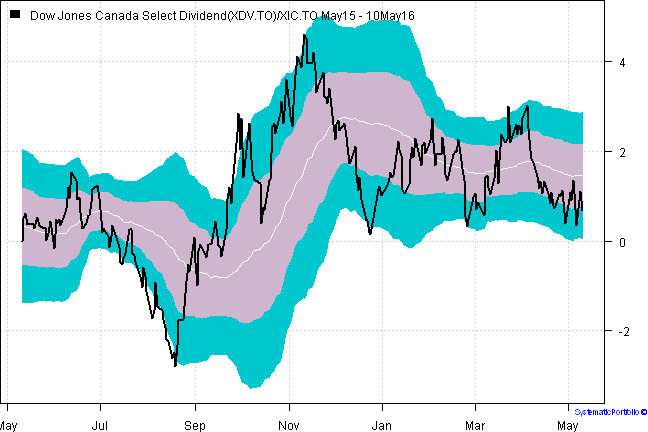 Dow Jones Canada Select Dividend(XDV.TO)/XIC.TO May15 - 10May16
4
2
0
-2
May Jul Sep Nov Jan Mar May
SystematicPortfolio ©